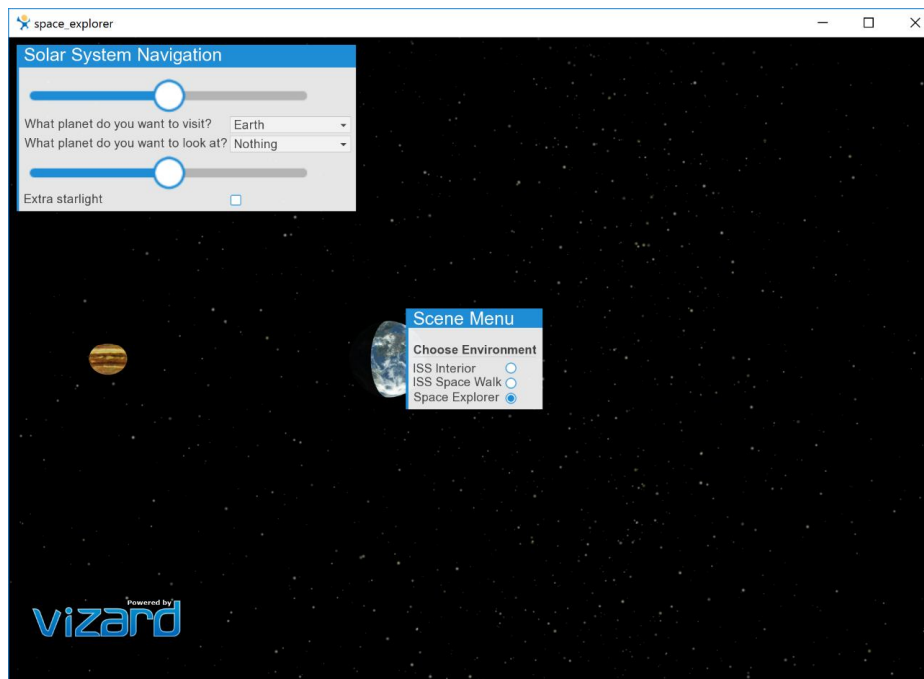 space_explorer
Solar System Navigation
What planet do you want to visit? Earth
What planet do you want to look at? Nothing
Extra starlight
Scene Menu
Choose Environment
ISS Interior
ISS Space Walk
Space Explorer
Powered by
vizard